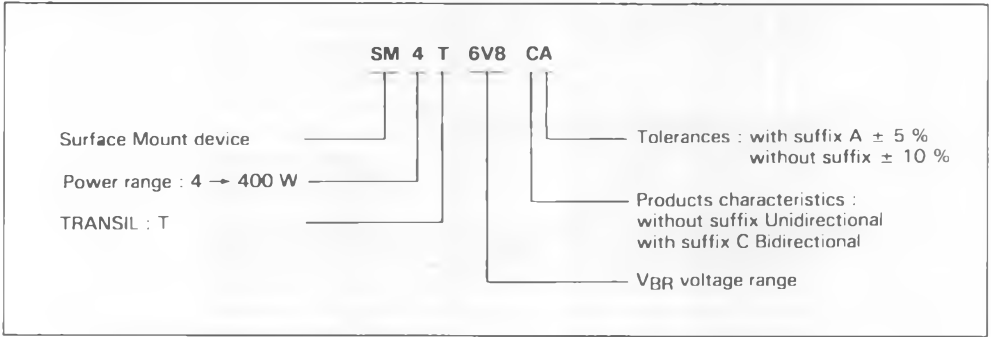 SM 4 T 6V8 CA
Surface Mount device
Power range : 4 → 400 W
TRANSIL : T
Tolerances : with suffix A ± 5 %
without suffix ± 10 %
Products characteristics :
without suffix Unidirectional
with suffix C Bidirectional
VBR voltage range